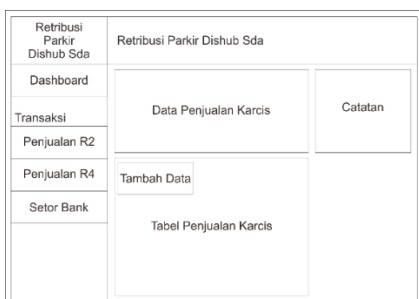 Retribusi
Parkir
Dishub Sda
Retribusi Parkir Dishub Sda
Dashboard
Transaksi
Penjualan R2
Penjualan R4
Setor Bank
Data Penjualan Karcis
Catatan
Tambah Data
Tabel Penjualan Karcis